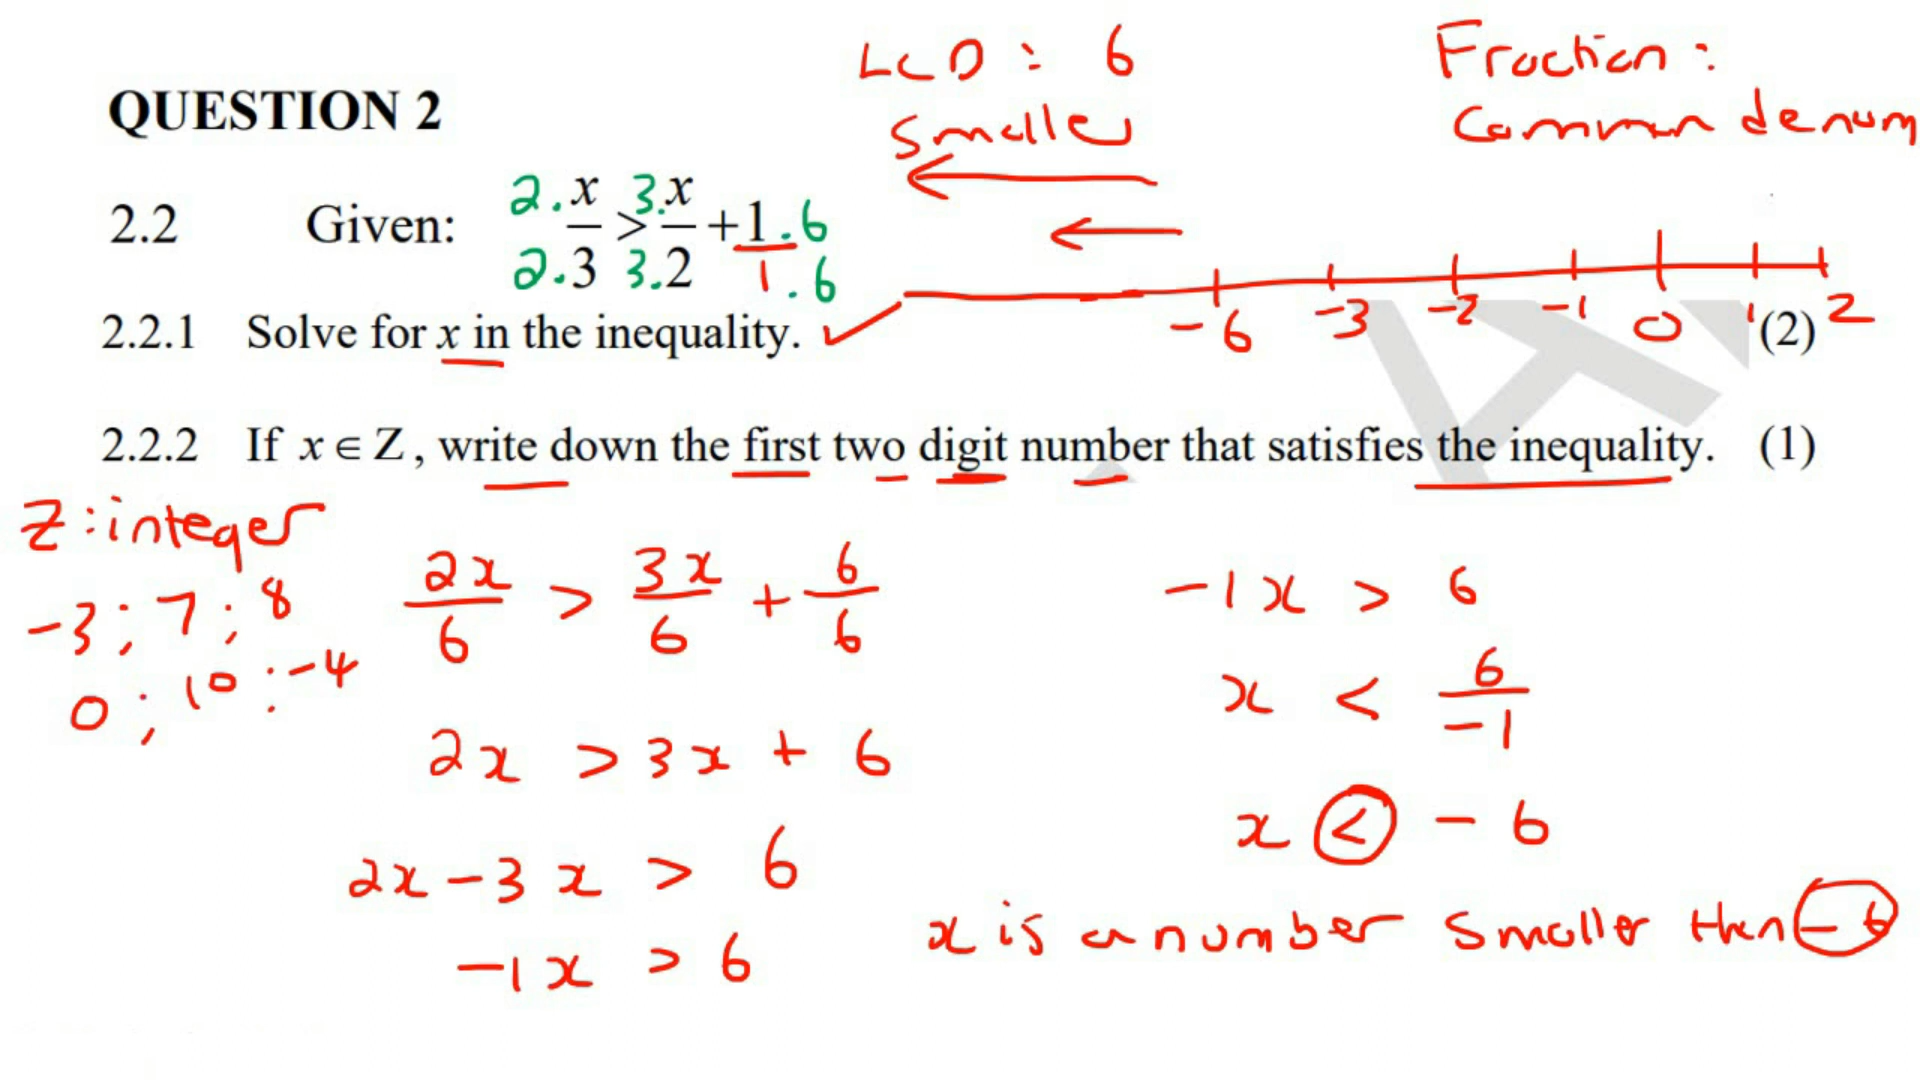 LCD : 6
Fraction :
Smaller
Common denom
QUESTION 2
2.2 Given: 2.x/2.3 > 3.x/3.2 + 1.6/1.6
-6 -3 -2 -1 0 1 2
2.2.1 Solve for x in the inequality. (2)
2.2.2 If x ∈ Z, write down the first two digit number that satisfies the inequality. (1)
Z : integer
-3 ; 7 ; 8
0 ; 10 ; -4
2x/6 > 3x/6 + 6/6
2x > 3x + 6
2x - 3x > 6
-1x > 6
-1x > 6
x < 6/-1
x < -6
x is a number smaller than -6